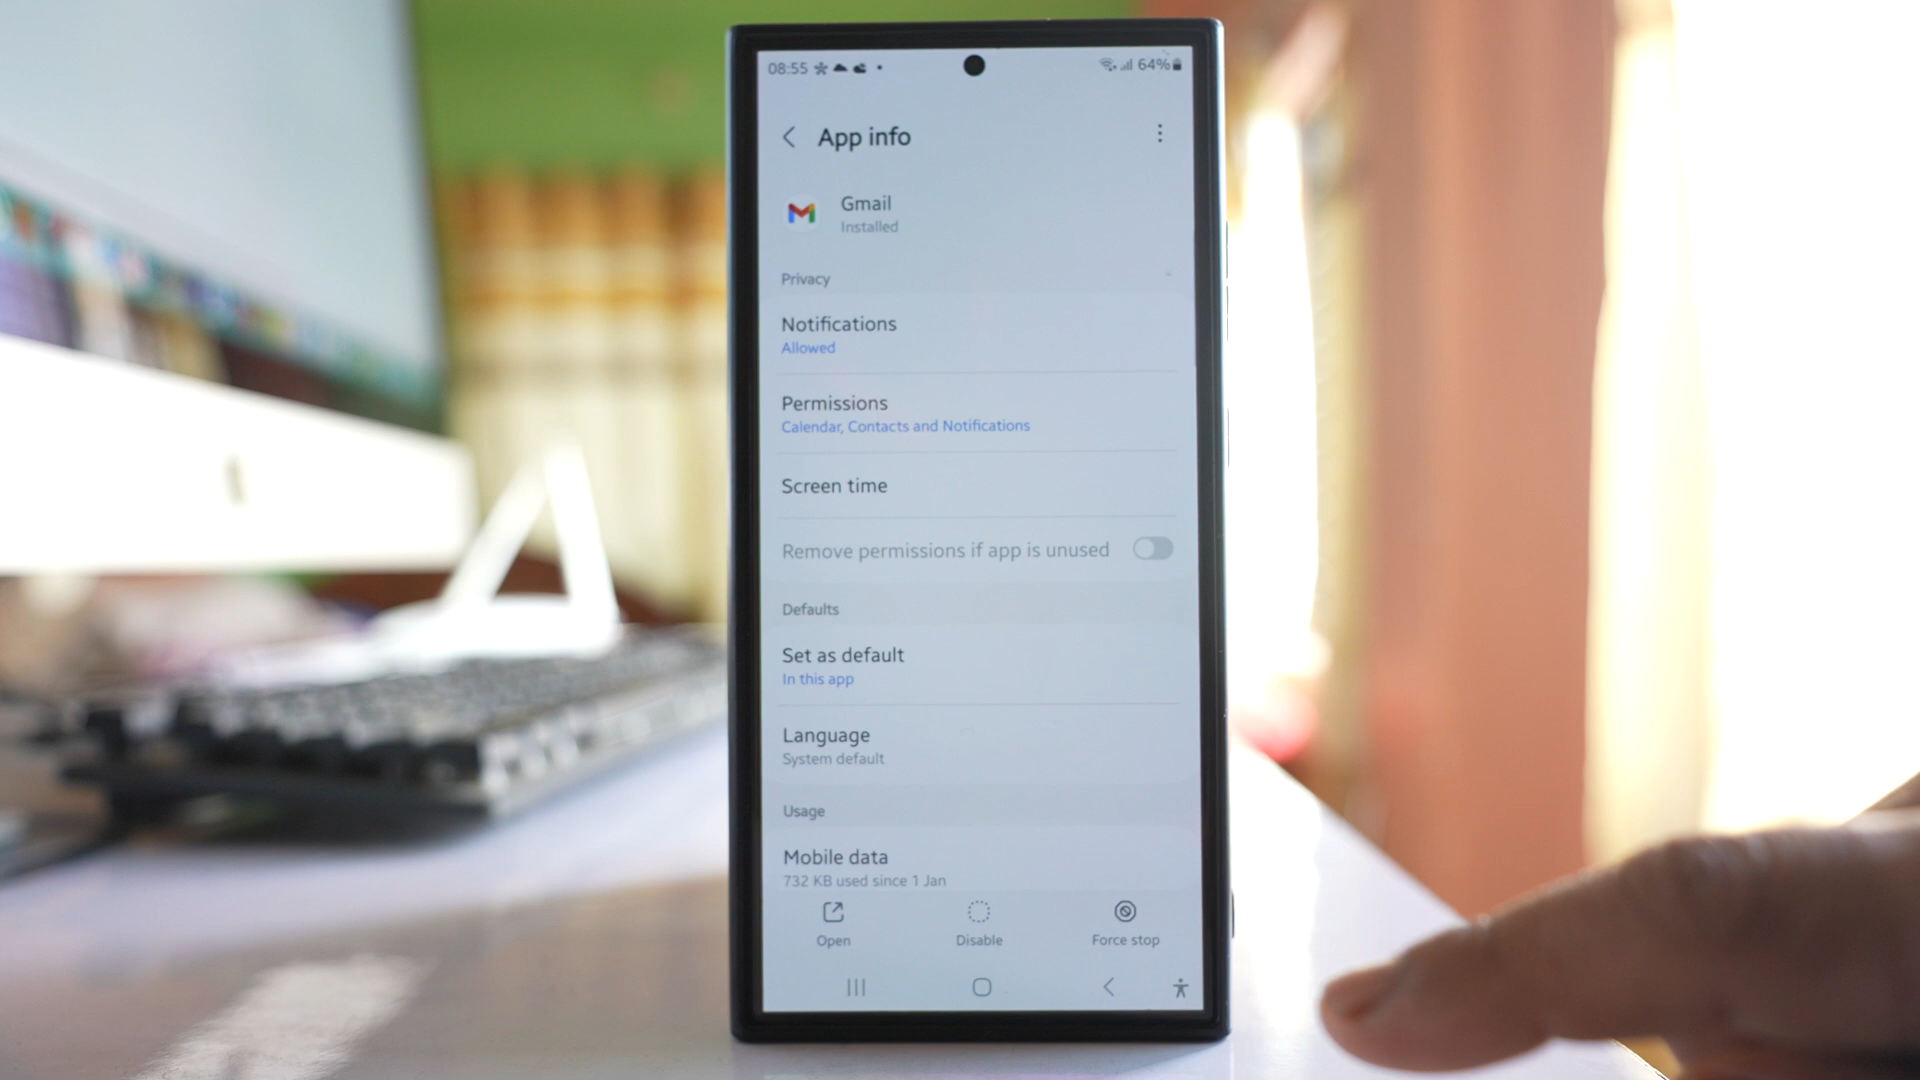 08:55
64%
App info
Gmail
Installed
Privacy
Notifications
Allowed
Permissions
Calendar, Contacts and Notifications
Screen time
Remove permissions if app is unused
Defaults
Set as default
In this app
Language
System default
Usage
Mobile data
732 KB used since 1 Jan
Open Disable Force stop